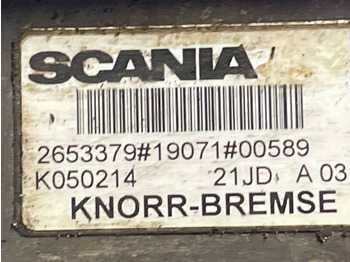 SCANIA
2653379#19071#00589
K050214 21JD A 03
KNORR-BREMSE